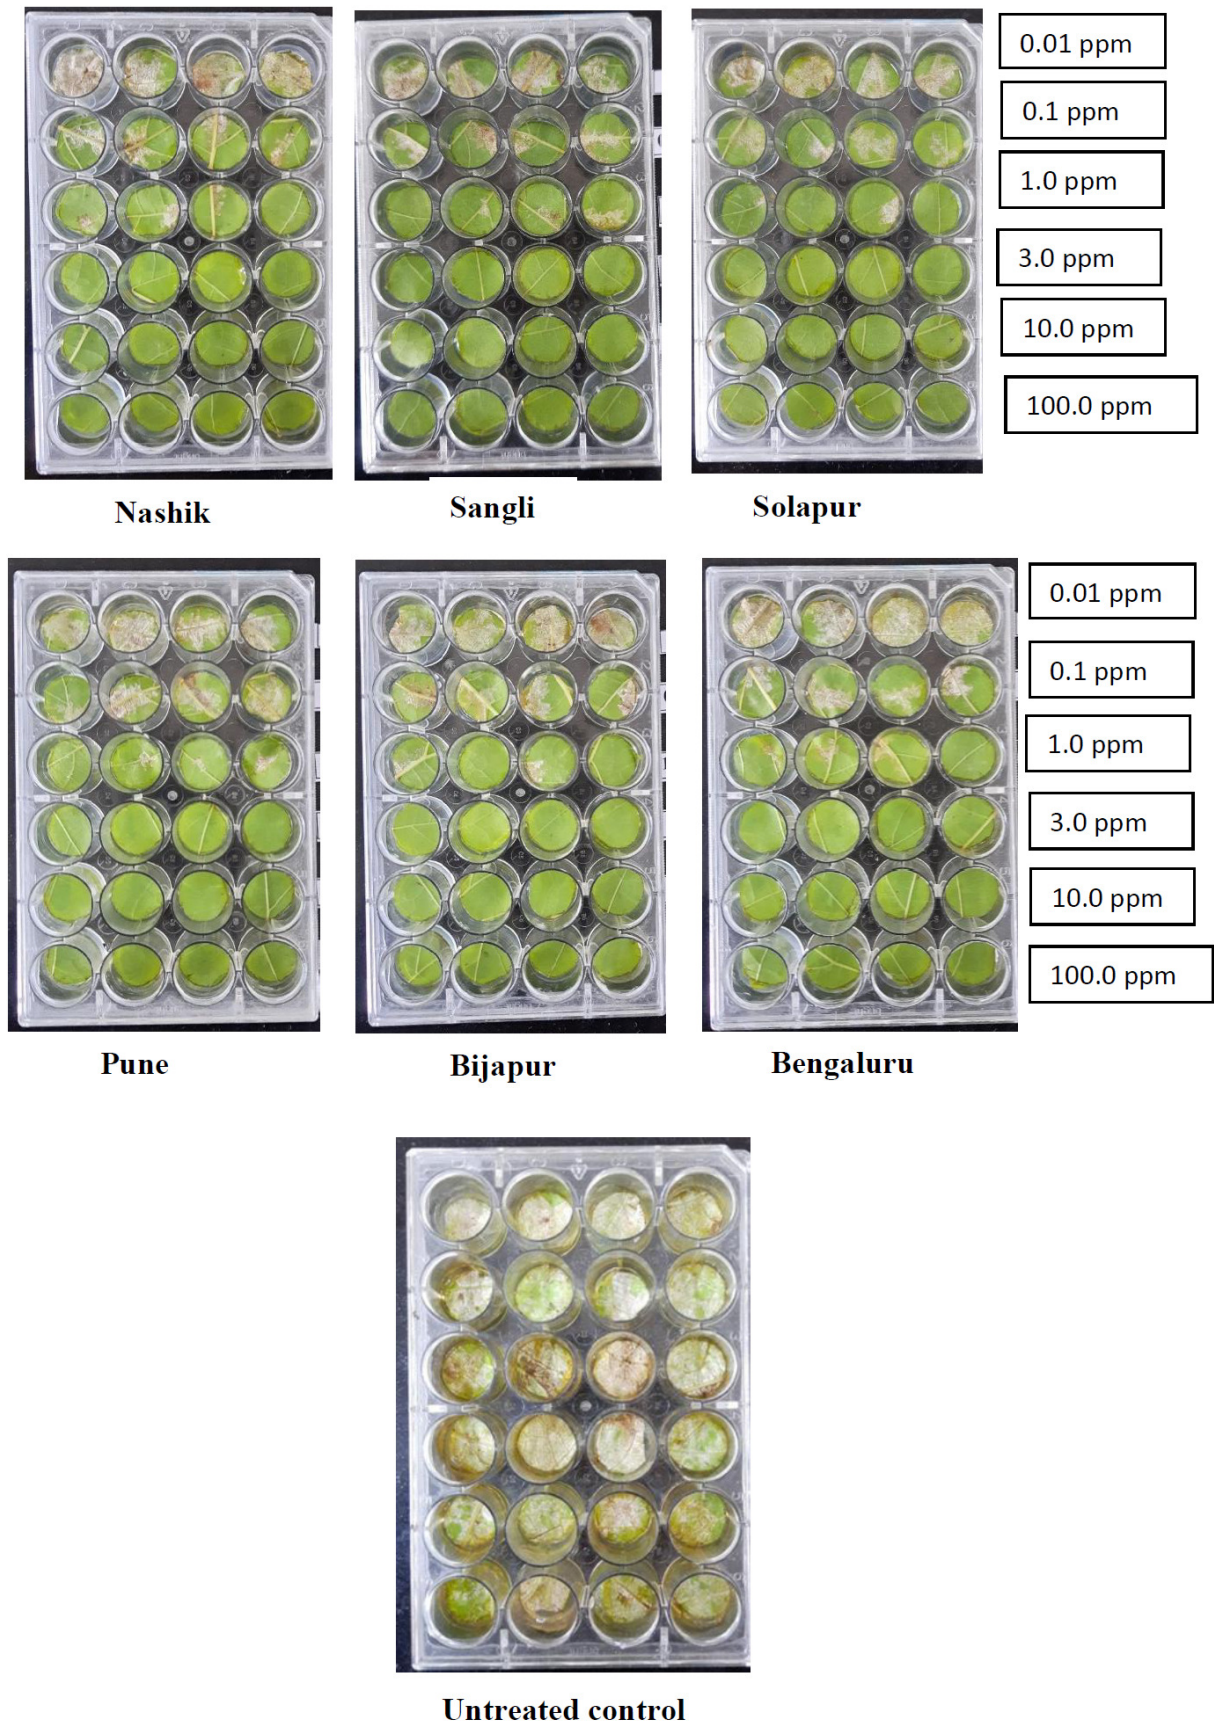 0.01 ppm
0.1 ppm
1.0 ppm
3.0 ppm
10.0 ppm
100.0 ppm
Nashik
Sangli
Solapur
0.01 ppm
0.1 ppm
1.0 ppm
3.0 ppm
10.0 ppm
100.0 ppm
Pune
Bijapur
Bengaluru
Untreated control